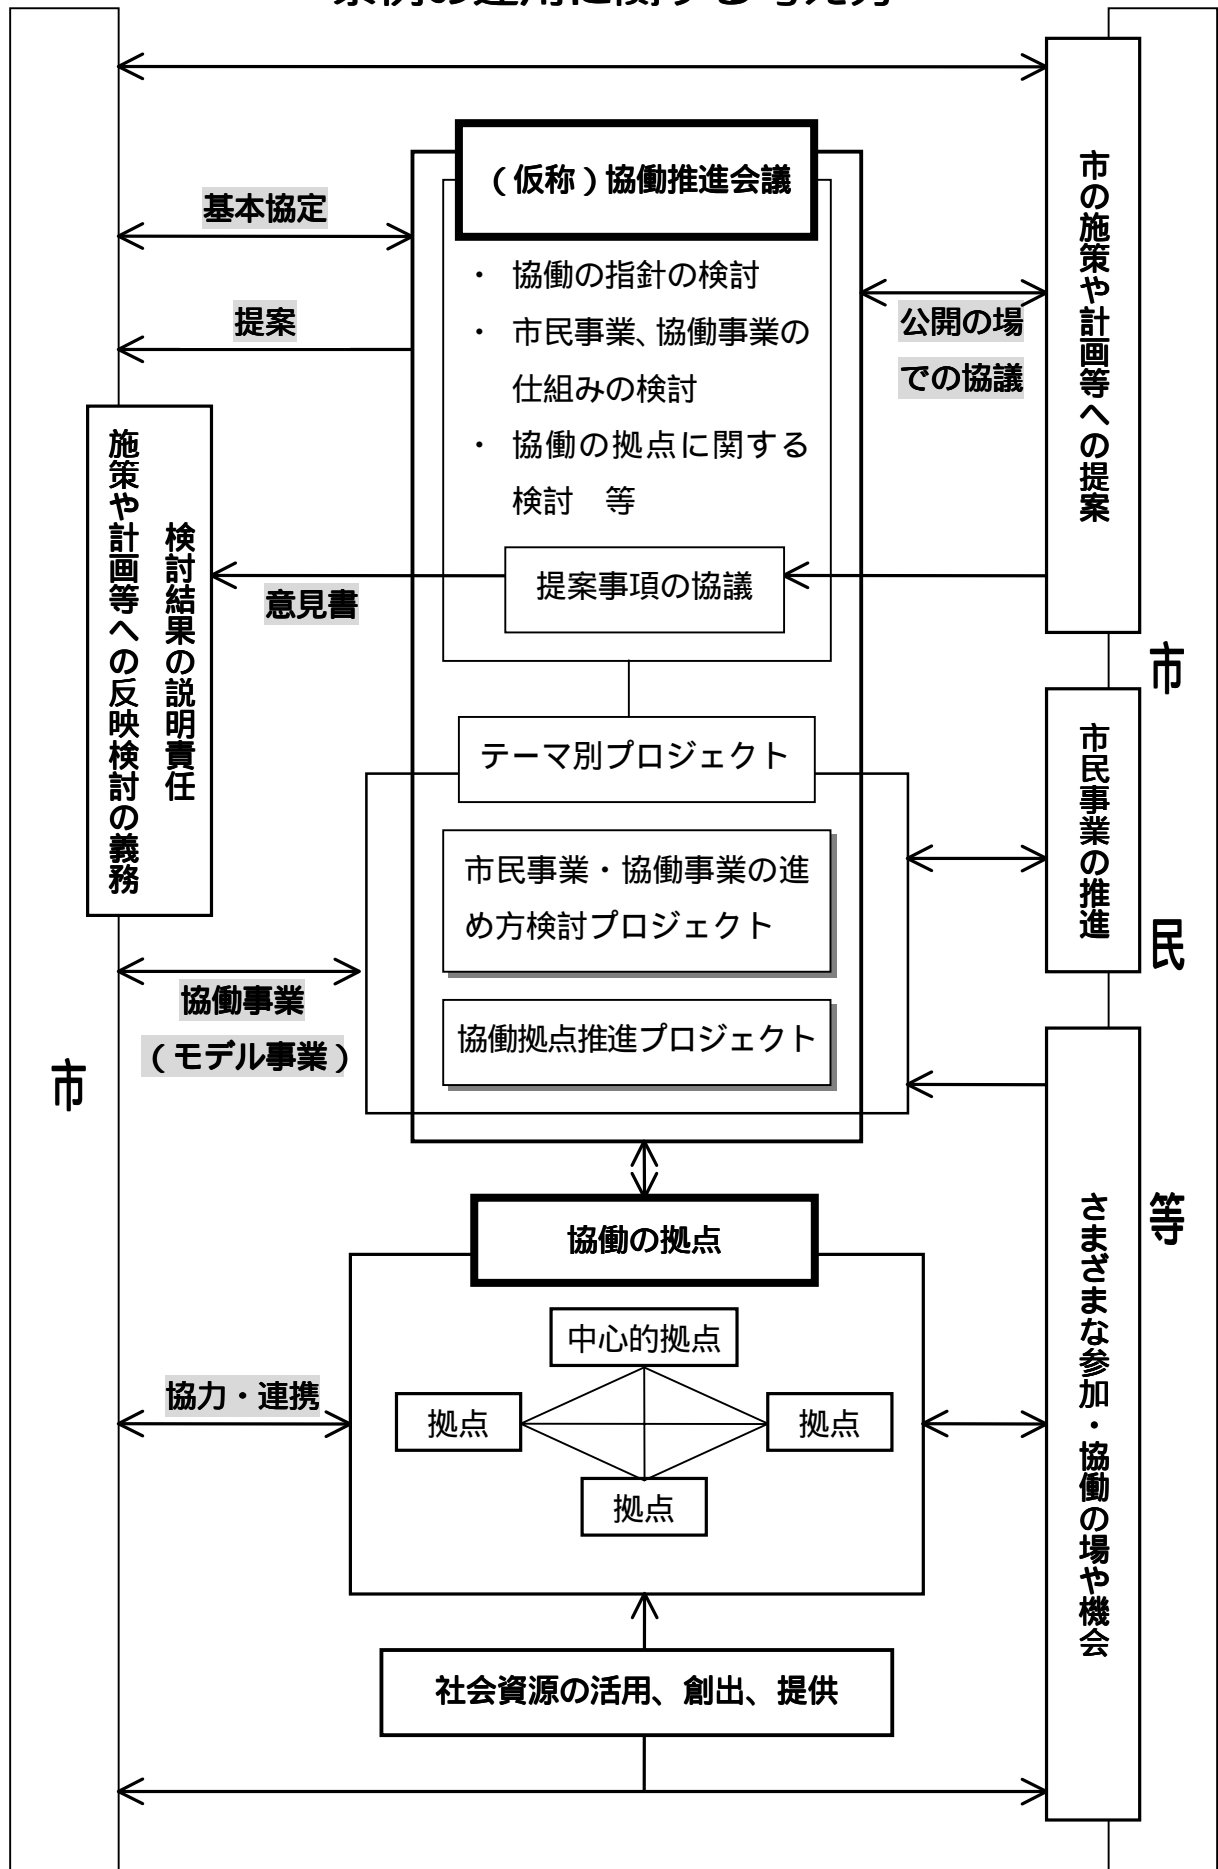 条例の運用に関する考え方
(仮称)協働推進会議
基本協定
・ 協働の指針の検討
提案
・ 市民事業、協働事業の
仕組みの検討
・ 協働の拠点に関する
検討 等
公開の場
での協議
市の施策や計画等への提案
検討結果の説明責任
施策や計画等への反映検討の義務
意見書
提案事項の協議
テーマ別プロジェクト
市民事業・協働事業の進
め方検討プロジェクト
協働拠点推進プロジェクト
市民事業の推進
協働事業
(モデル事業)
市
市民等
協働の拠点
中心的拠点
協力・連携
拠点
拠点
拠点
さまざまな参加・協働の場や機会
社会資源の活用、創出、提供